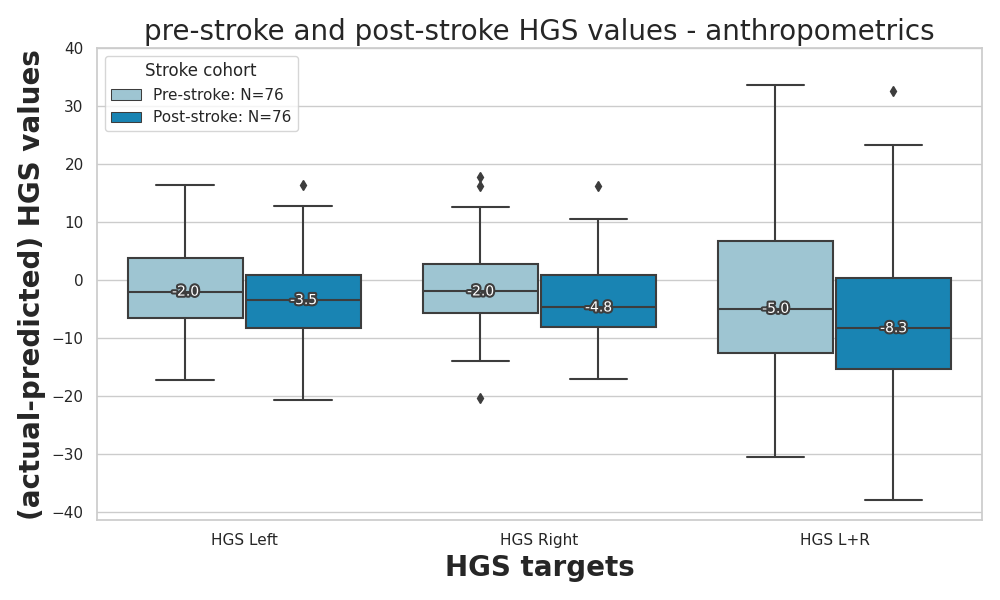 pre-stroke and post-stroke HGS values - anthropometrics
(actual-predicted) HGS values
40
30
20
10
0
−10
−20
−30
−40
Stroke cohort
Pre-stroke: N=76
Post-stroke: N=76
-2.0
-3.5
-2.0
-4.8
-5.0
-8.3
HGS Left
HGS Right
HGS L+R
HGS targets